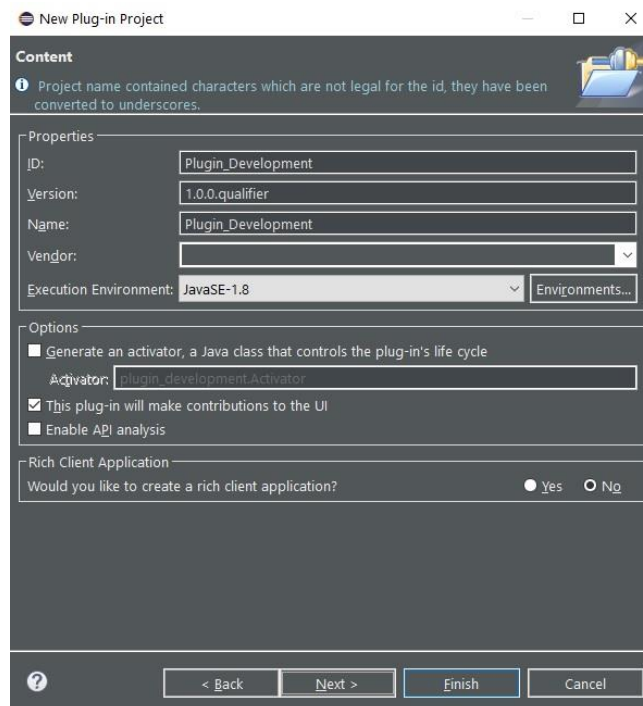 New Plug-in Project
Content
Project name contained characters which are not legal for the id, they have been
converted to underscores.
Properties
ID: Plugin_Development
Version: 1.0.0.qualifier
Name: Plugin_Development
Vendor:
Execution Environment: JavaSE-1.8 Environments...
Options
Generate an activator, a Java class that controls the plug-in's life cycle
Activator: plugin_development.Activator
This plug-in will make contributions to the UI
Enable API analysis
Rich Client Application
Would you like to create a rich client application? Yes No
? < Back Next > Finish Cancel